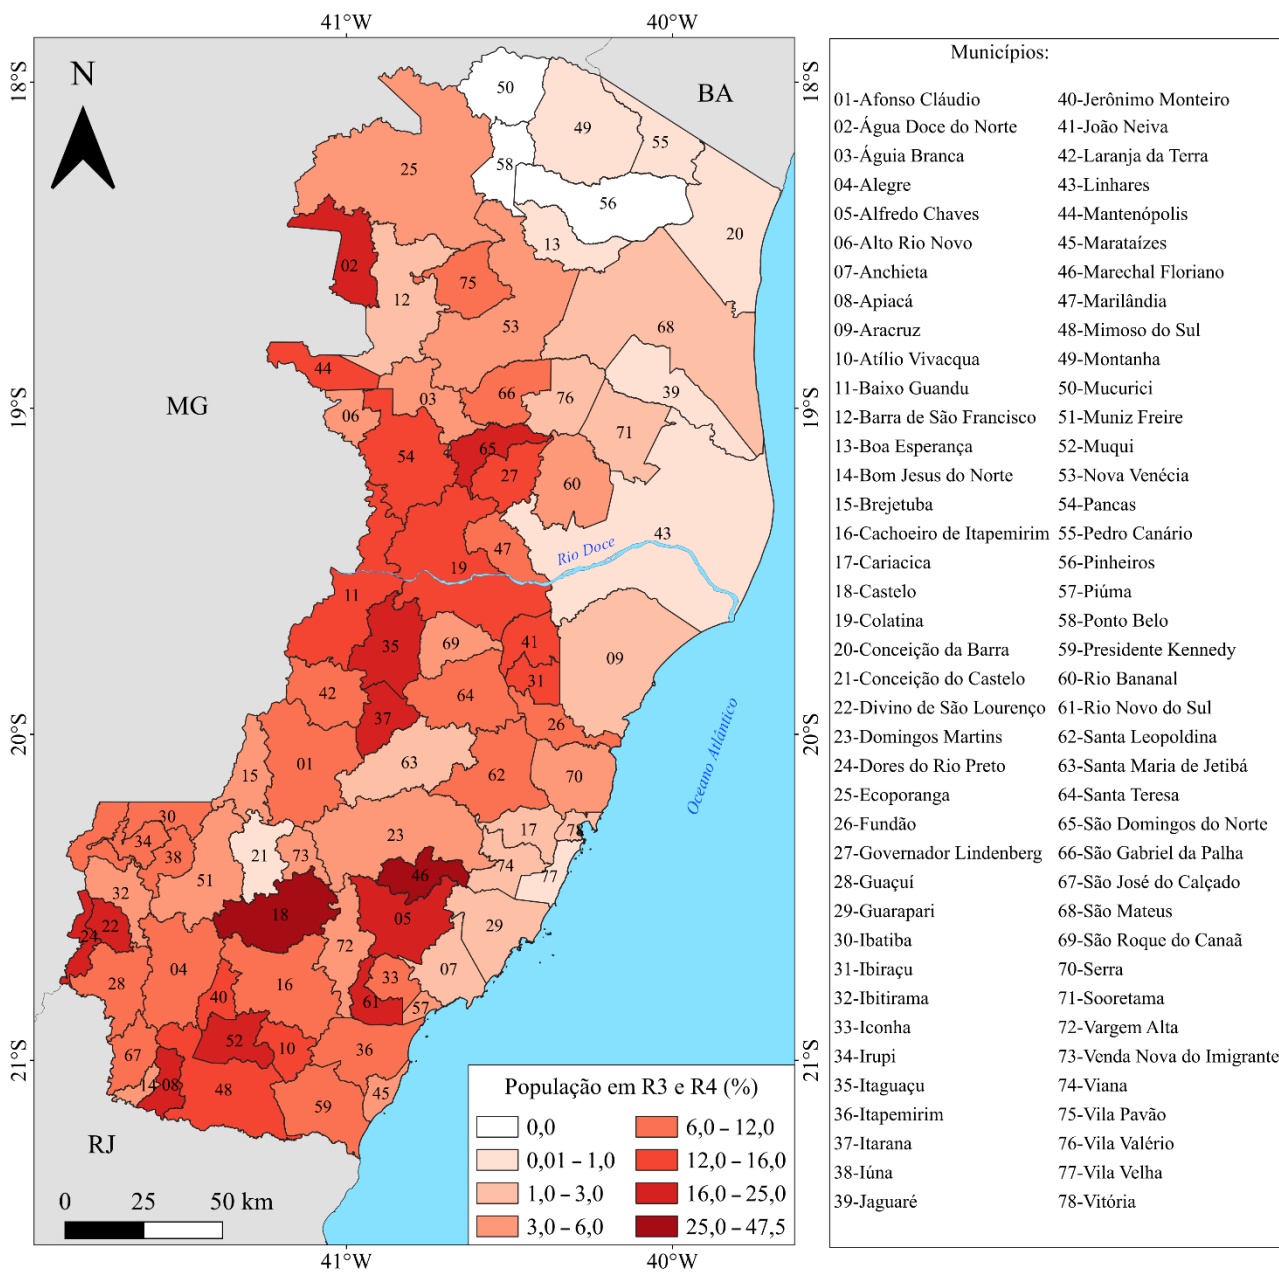 41°W 40°W
18°S 18°S
N
BA
50
49
55
25
58
56
20
13
02
75
12
53
68
44
39
19°S 19°S
MG
06
03
66
76
71
54
65
27
60
43
47
Rio Doce
19
11
35
69
41
09
31
42
64
37
26
Oceano Atlântico
20°S 20°S
01
63
62
70
15
30
34
38
23
17
78
21
73
74
77
51
32
46
18
05
29
22
24
72
04
07
28
16
33
40
61
57
52
10
36
21°S 21°S
67
14
08
48
59
45
RJ
0 25 50 km
41°W 40°W
População em R3 e R4 (%)
0,0 6,0 – 12,0
0,01 – 1,0 12,0 – 16,0
1,0 – 3,0 16,0 – 25,0
3,0 – 6,0 25,0 – 47,5
Municípios:
01-Afonso Cláudio
02-Água Doce do Norte
03-Águia Branca
04-Alegre
05-Alfredo Chaves
06-Alto Rio Novo
07-Anchieta
08-Apiacá
09-Aracruz
10-Atílio Vivacqua
11-Baixo Guandu
12-Barra de São Francisco
13-Boa Esperança
14-Bom Jesus do Norte
15-Brejetuba
16-Cachoeiro de Itapemirim
17-Cariacica
18-Castelo
19-Colatina
20-Conceição da Barra
21-Conceição do Castelo
22-Divino de São Lourenço
23-Domingos Martins
24-Dores do Rio Preto
25-Ecoporanga
26-Fundão
27-Governador Lindenberg
28-Guaçuí
29-Guarapari
30-Ibatiba
31-Ibiraçu
32-Ibitirama
33-Iconha
34-Irupi
35-Itaguaçu
36-Itapemirim
37-Itarana
38-Iúna
39-Jaguaré
40-Jerônimo Monteiro
41-João Neiva
42-Laranja da Terra
43-Linhares
44-Mantenópolis
45-Marataízes
46-Marechal Floriano
47-Marilândia
48-Mimoso do Sul
49-Montanha
50-Mucurici
51-Muniz Freire
52-Muqui
53-Nova Venécia
54-Pancas
55-Pedro Canário
56-Pinheiros
57-Piúma
58-Ponto Belo
59-Presidente Kennedy
60-Rio Bananal
61-Rio Novo do Sul
62-Santa Leopoldina
63-Santa Maria de Jetibá
64-Santa Teresa
65-São Domingos do Norte
66-São Gabriel da Palha
67-São José do Calçado
68-São Mateus
69-São Roque do Canaã
70-Serra
71-Sooretama
72-Vargem Alta
73-Venda Nova do Imigrante
74-Viana
75-Vila Pavão
76-Vila Valério
77-Vila Velha
78-Vitória